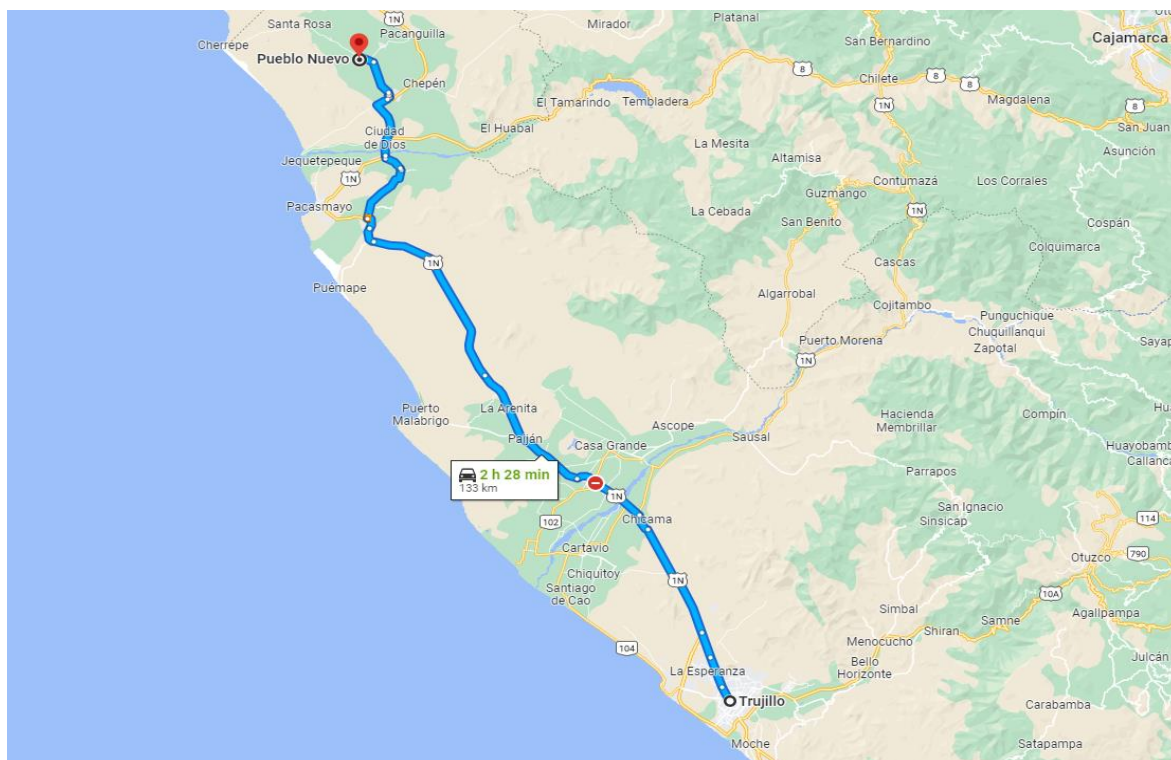 Santa Rosa
1N
Pacanguilla
Mirador
Platanal
Cherrepe
Pueblo Nuevo
San Bernardino
Cajamarca
8
Chepén
Chilete
8
8
El Tamarindo
Tembladera
1N
Magdalena
8
Ciudad
de Dios
El Huabal
San Juan
La Mesita
Asunción
Jequetepeque
Altamisa
1N
Contumazá
Los Corrales
Guzmango
Pacasmayo
La Cebada
San Benito
1N
Cospán
Colquimarca
1N
Cascas
Puémape
Algarrobal
Cojitambo
Punguchique
Chuquillanqui
Zapotal
Puerto Morena
1N
Puerto
Malabrigo
La Arenita
Hacienda
Membrillar
Compín
Ascope
Paiján
Casa Grande
Sausal
2 h 28 min
133 km
Parrapos
1N
San Ignacio
Sinsicap
102
Chicama
114
Cartavio
Otuzco
790
Chiquitoy
1N
Santiago
de Cao
10A
Simbal
Samne
Agallpampa
Shiran
Menocucho
104
La Esperanza
Bello
Horizonte
Julcán
Trujillo
Carabamba
Moche
Satapampa